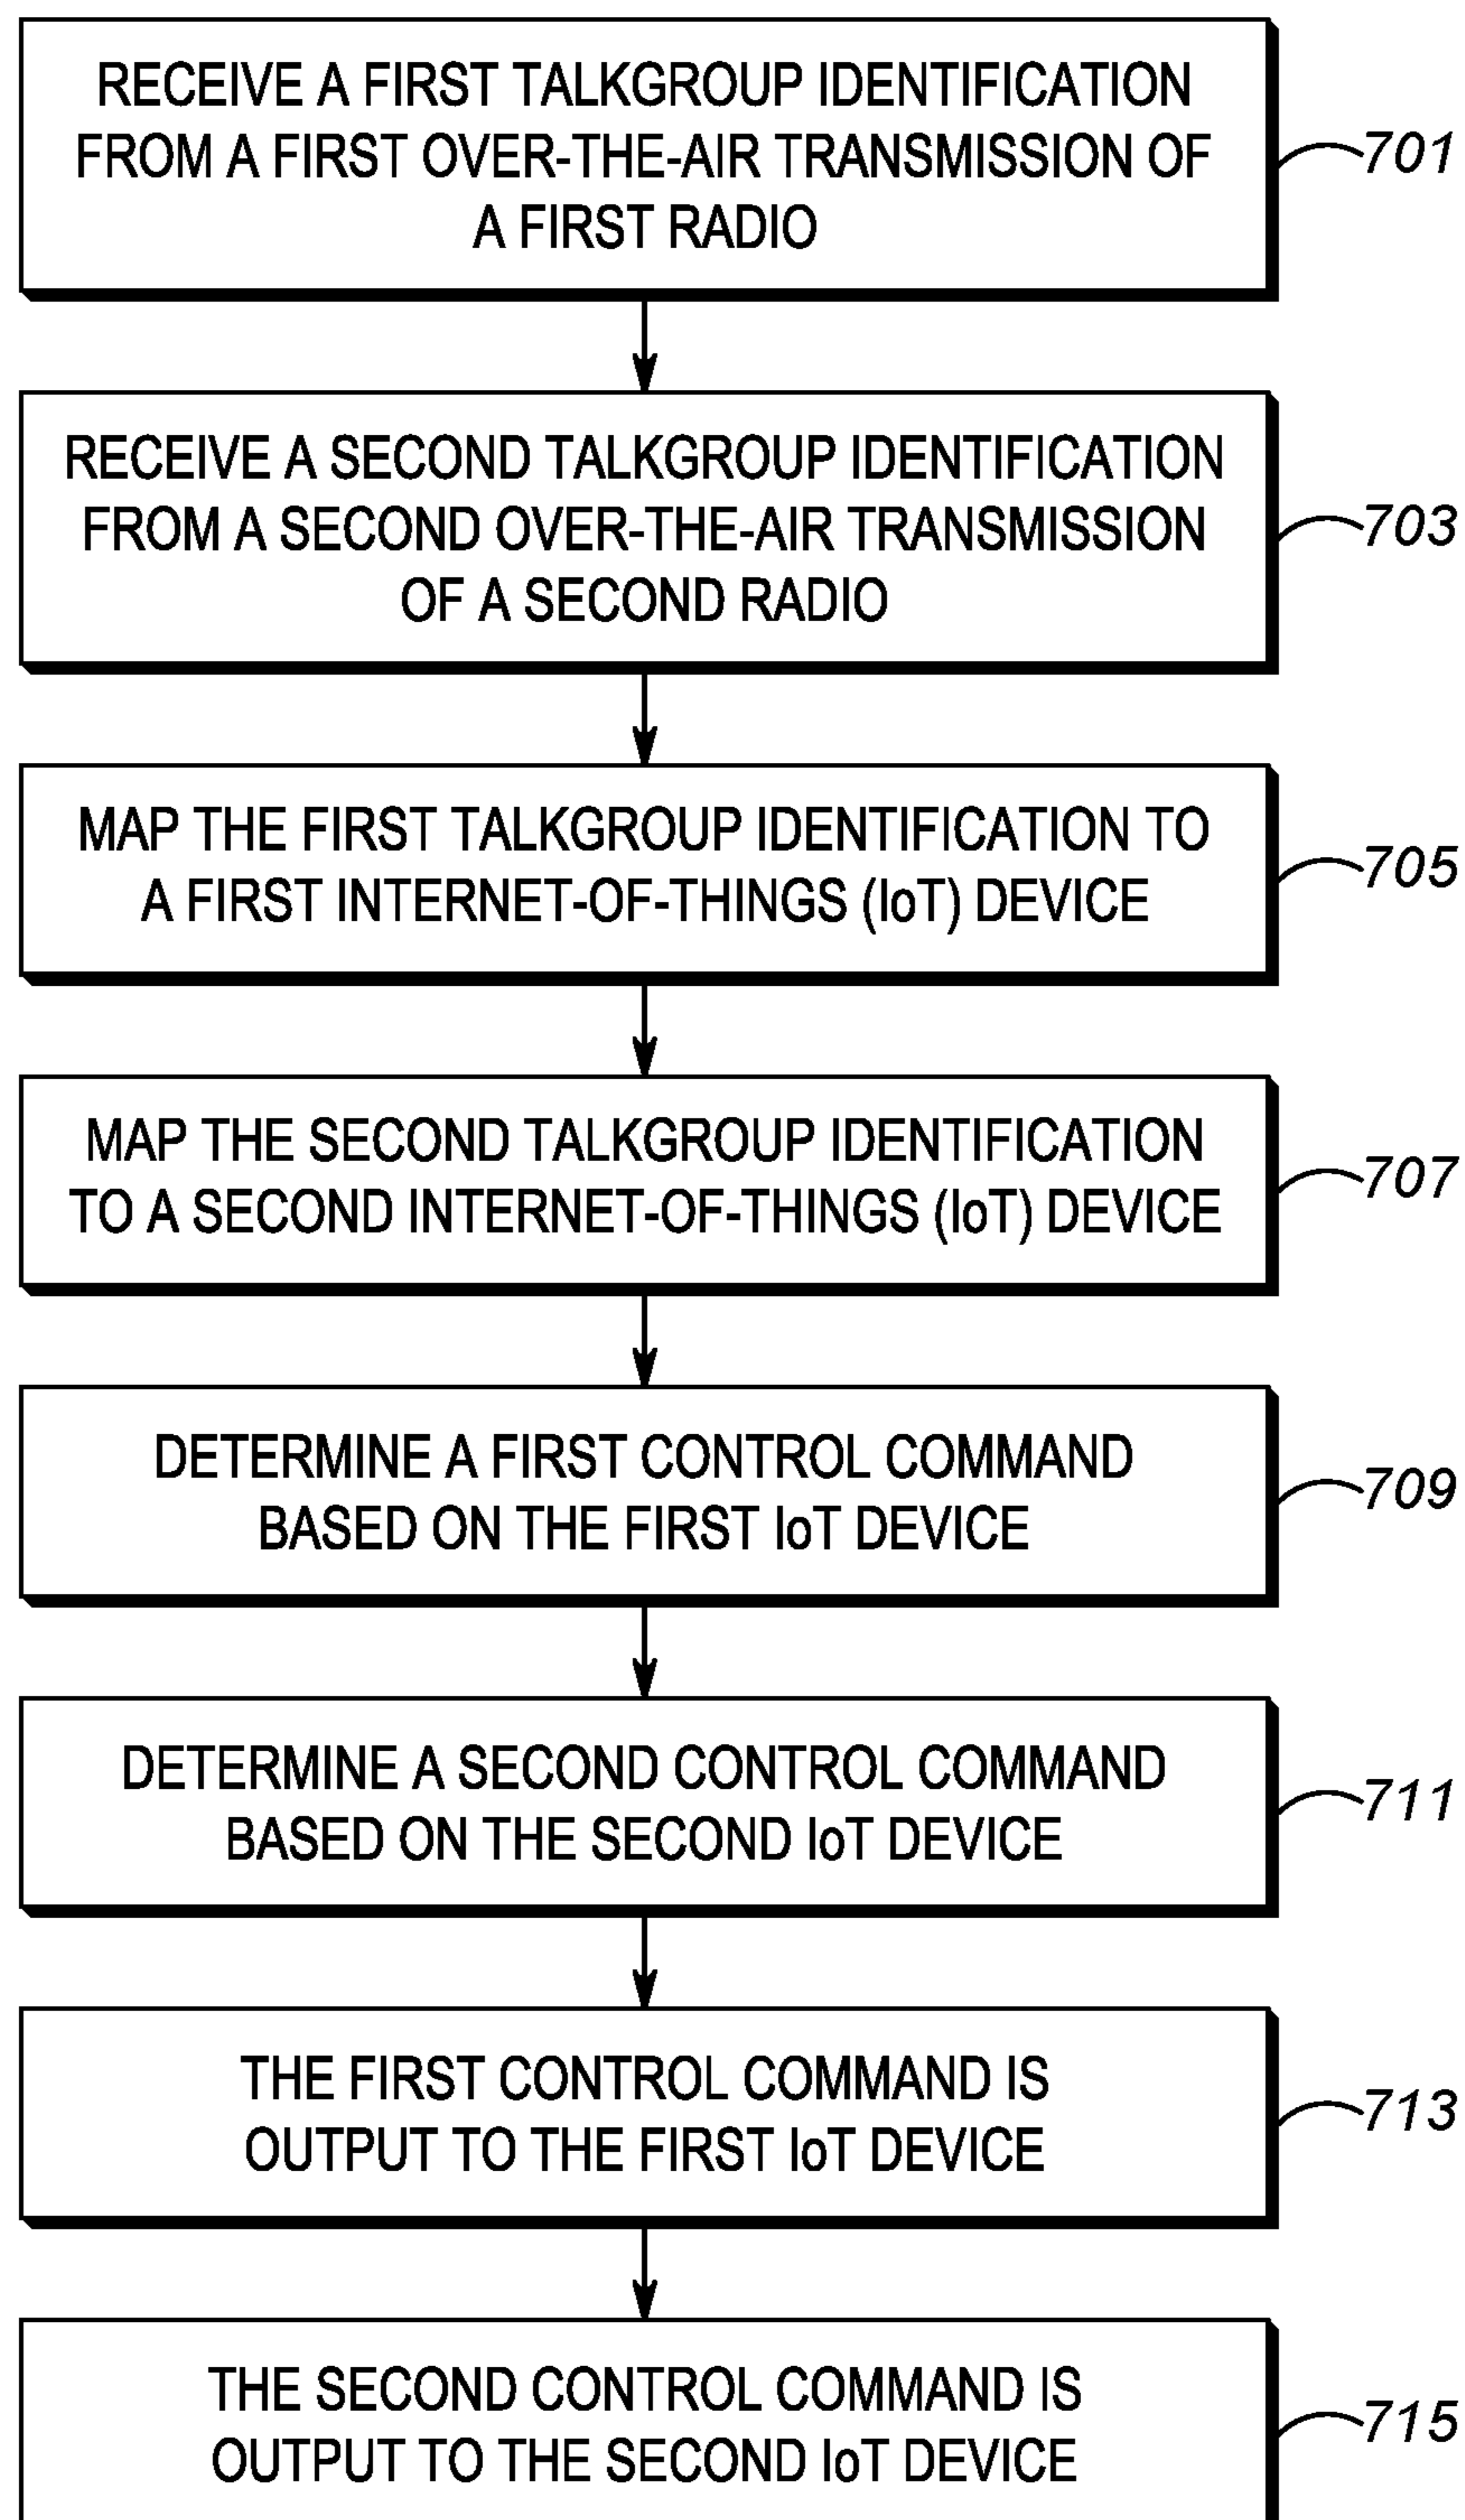 RECEIVE A FIRST TALKGROUP IDENTIFICATION
FROM A FIRST OVER-THE-AIR TRANSMISSION OF
A FIRST RADIO
701
RECEIVE A SECOND TALKGROUP IDENTIFICATION
FROM A SECOND OVER-THE-AIR TRANSMISSION
OF A SECOND RADIO
703
MAP THE FIRST TALKGROUP IDENTIFICATION TO
A FIRST INTERNET-OF-THINGS (IoT) DEVICE
705
MAP THE SECOND TALKGROUP IDENTIFICATION
TO A SECOND INTERNET-OF-THINGS (IoT) DEVICE
707
DETERMINE A FIRST CONTROL COMMAND
BASED ON THE FIRST IoT DEVICE
709
DETERMINE A SECOND CONTROL COMMAND
BASED ON THE SECOND IoT DEVICE
711
THE FIRST CONTROL COMMAND IS
OUTPUT TO THE FIRST IoT DEVICE
713
THE SECOND CONTROL COMMAND IS
OUTPUT TO THE SECOND IoT DEVICE
715